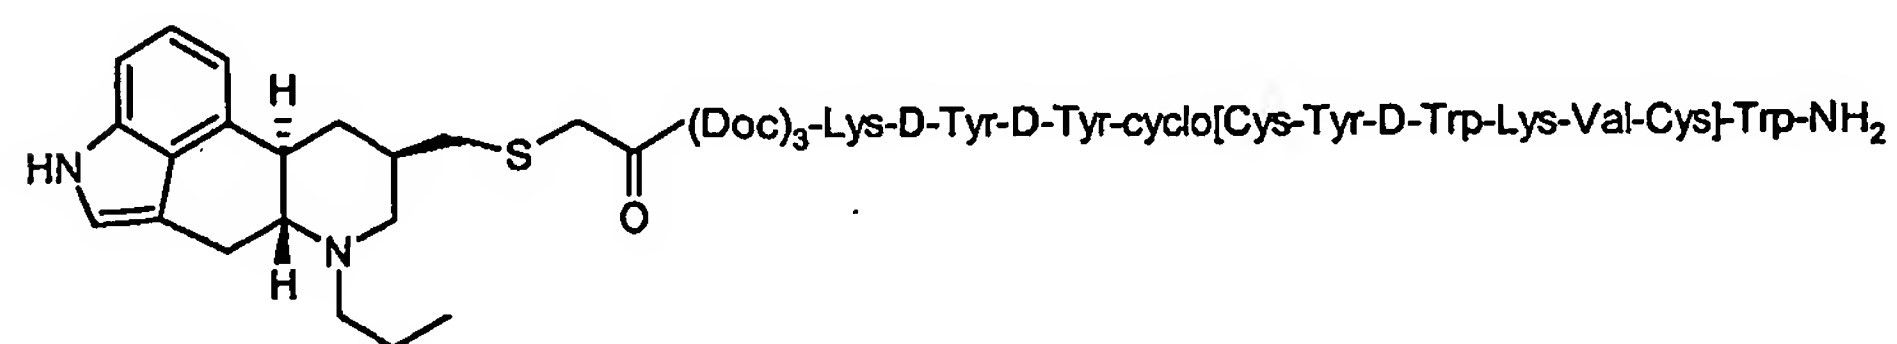 H
(Doc)3-Lys-D-Tyr-D-Tyr-cyclo[Cys-Tyr-D-Trp-Lys-Val-Cys]-Trp-NH2
S
HN
O
N
H